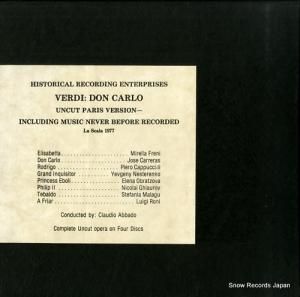 HISTORICAL RECORDING ENTERPRISES
VERDI: DON CARLO
UNCUT PARIS VERSION—
INCLUDING MUSIC NEVER BEFORE RECORDED
La Scala 1977
Elisabetta Mirella Freni
Don Carlo Jose Carreras
Rodrigo Piero Cappuccilli
Grand Inquisitor Yevgeny Nesterenko
Princess Eboli Elena Obratzova
Philip II Nicolai Ghiaurov
Tebaldo Stefania Malagu
A Friar Luigi Roni
Conducted by: Claudio Abbado
Complete Uncut opera on Four Discs
Snow Records Japan